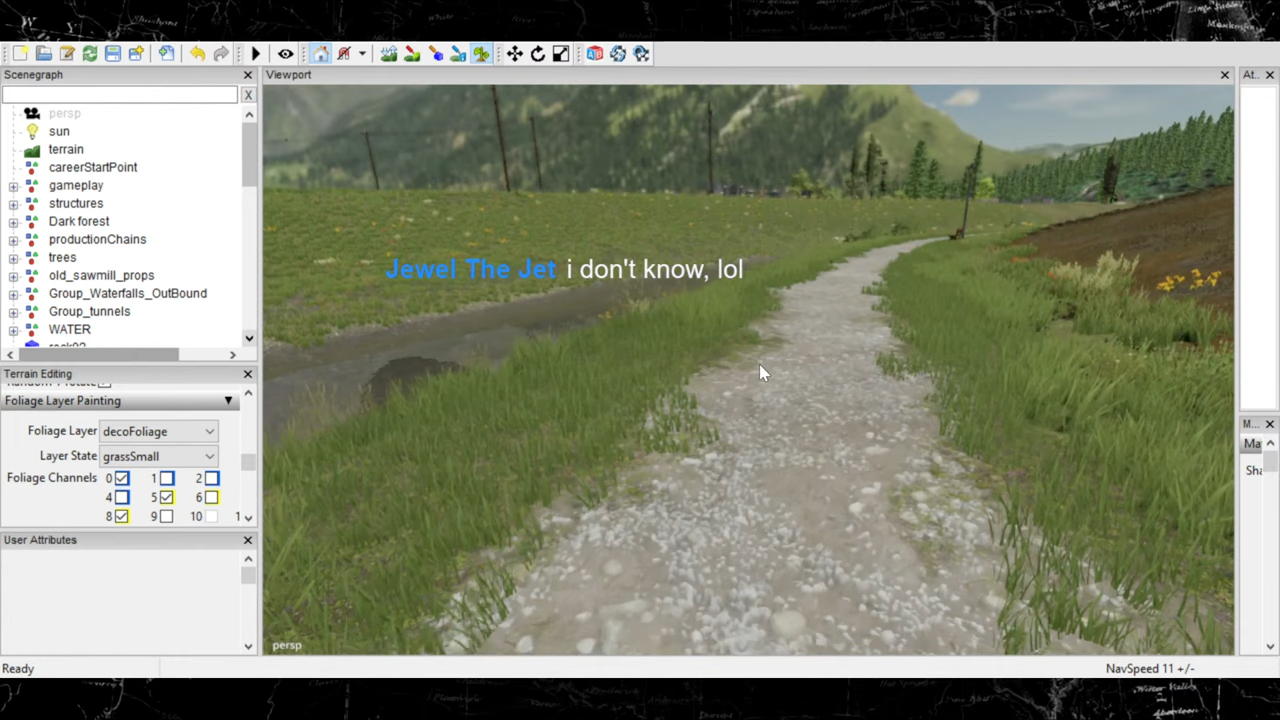 Scenegraph
X
persp
sun
terrain
careerStartPoint
gameplay
structures
Dark forest
productionChains
trees
old_sawmill_props
Group_Waterfalls_OutBound
Group_tunnels
WATER
Terrain Editing
Foliage Layer Painting
Foliage Layer decoFoliage
Layer State grassSmall
Foliage Channels 0 1 2
4 5 6
8 9 10 1
User Attributes
Ready
Viewport
Jewel The Jet i don't know, lol
persp
At..
M...
Ma
Sha
NavSpeed 11 +/-